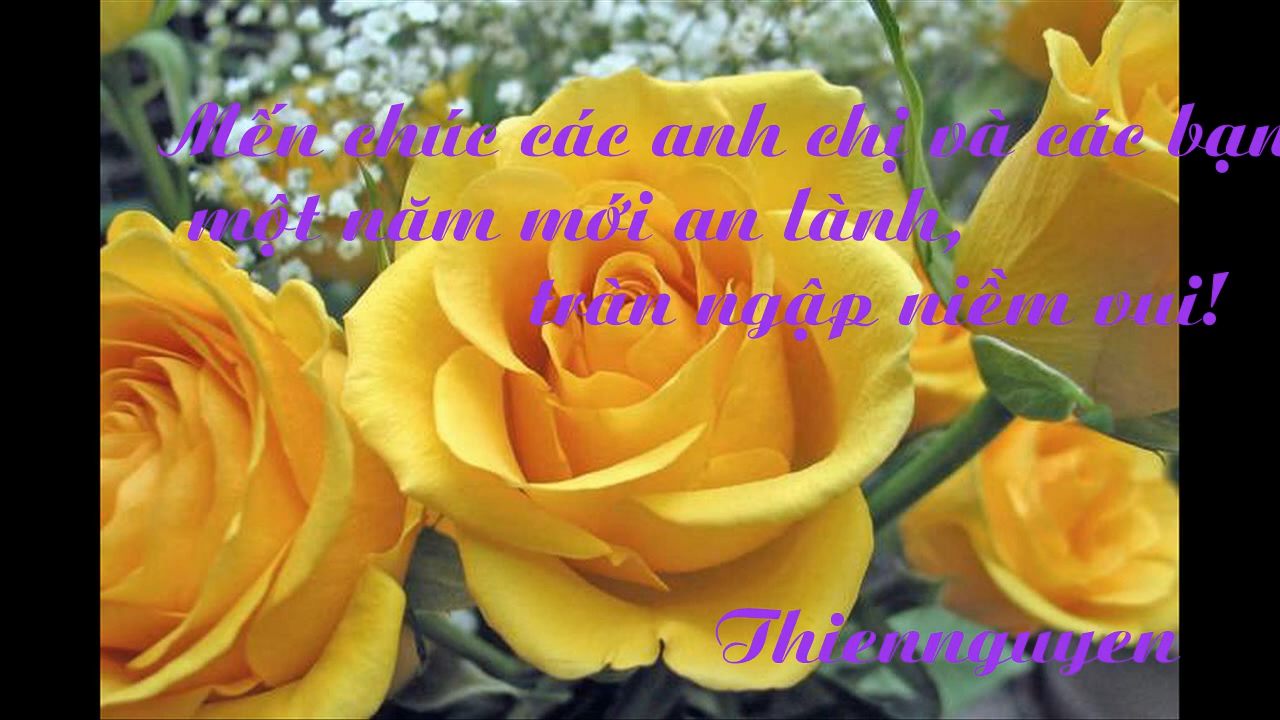 Mến chúc các anh chị và các bạn
một năm mới an lành,
tràn ngập niềm vui!
Thiennguyen